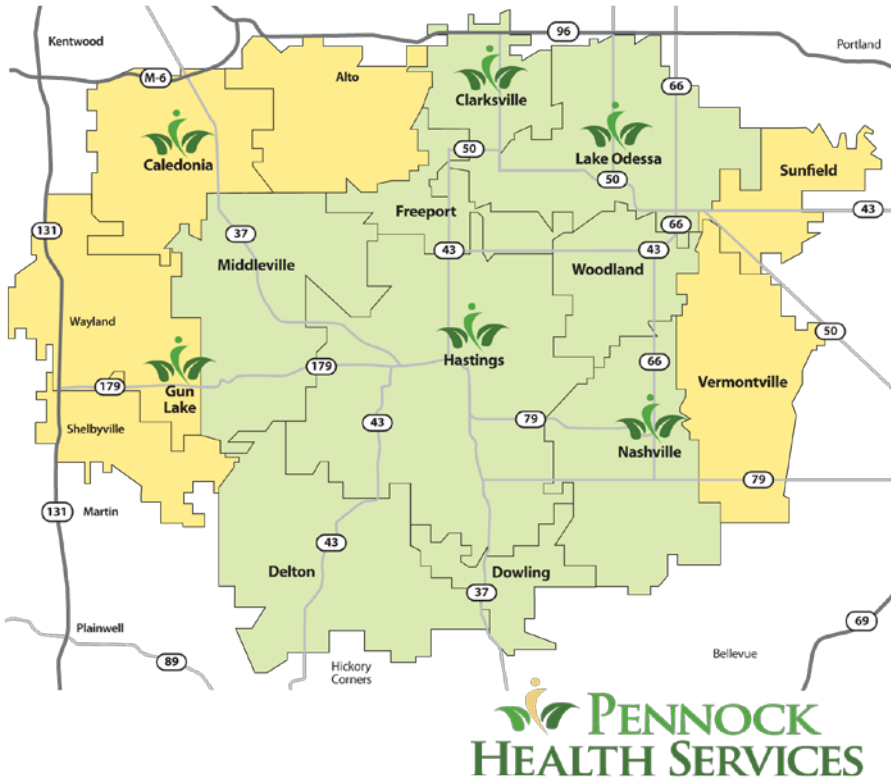 Kentwood
96
Portland
M-6
Alto
66
Clarksville
Caledonia
50
Lake Odessa
Sunfield
50
Freeport
43
131
37
66
43
43
Middleville
Woodland
Wayland
50
Hastings
179
66
179
Gun
Lake
Vermontville
Shelbyville
43
79
Nashville
79
131
Martin
43
Delton
Dowling
37
69
Plainwell
Bellevue
89
Hickory
Corners
PENNOCK
HEALTH SERVICES